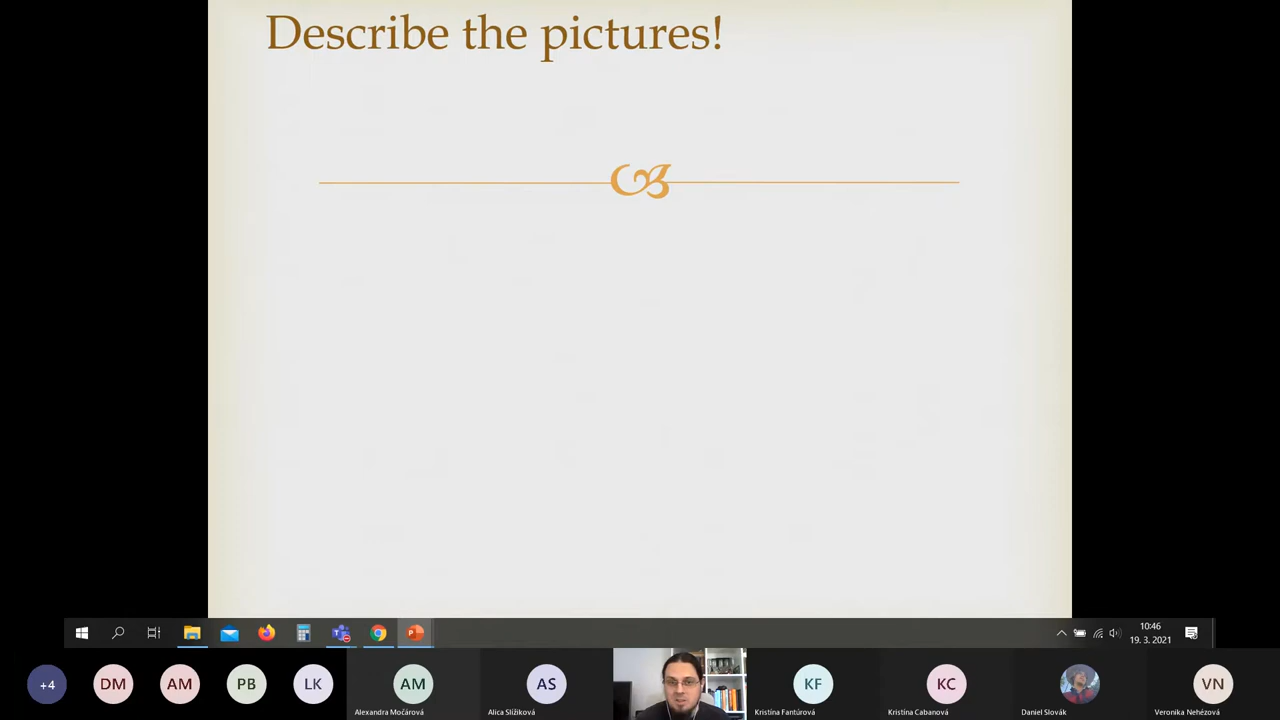 Describe the pictures!
10:46
19. 3. 2021
+4
DM
AM
PB
LK
AM
AS
KF
KC
VN
Alexandra Močárová
Alica Slížiková
Kristína Fantúrová
Kristína Cabanová
Daniel Slovák
Veronika Nehézová